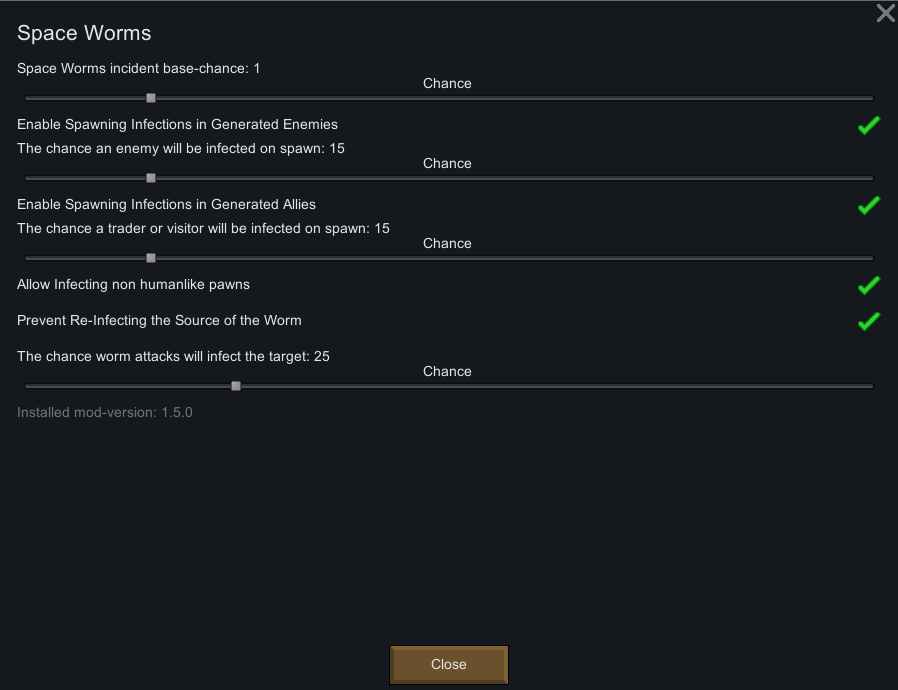 Space Worms
Space Worms incident base-chance: 1
Chance
Enable Spawning Infections in Generated Enemies
The chance an enemy will be infected on spawn: 15
Chance
Enable Spawning Infections in Generated Allies
The chance a trader or visitor will be infected on spawn: 15
Chance
Allow Infecting non humanlike pawns
Prevent Re-Infecting the Source of the Worm
The chance worm attacks will infect the target: 25
Chance
Installed mod-version: 1.5.0
Close